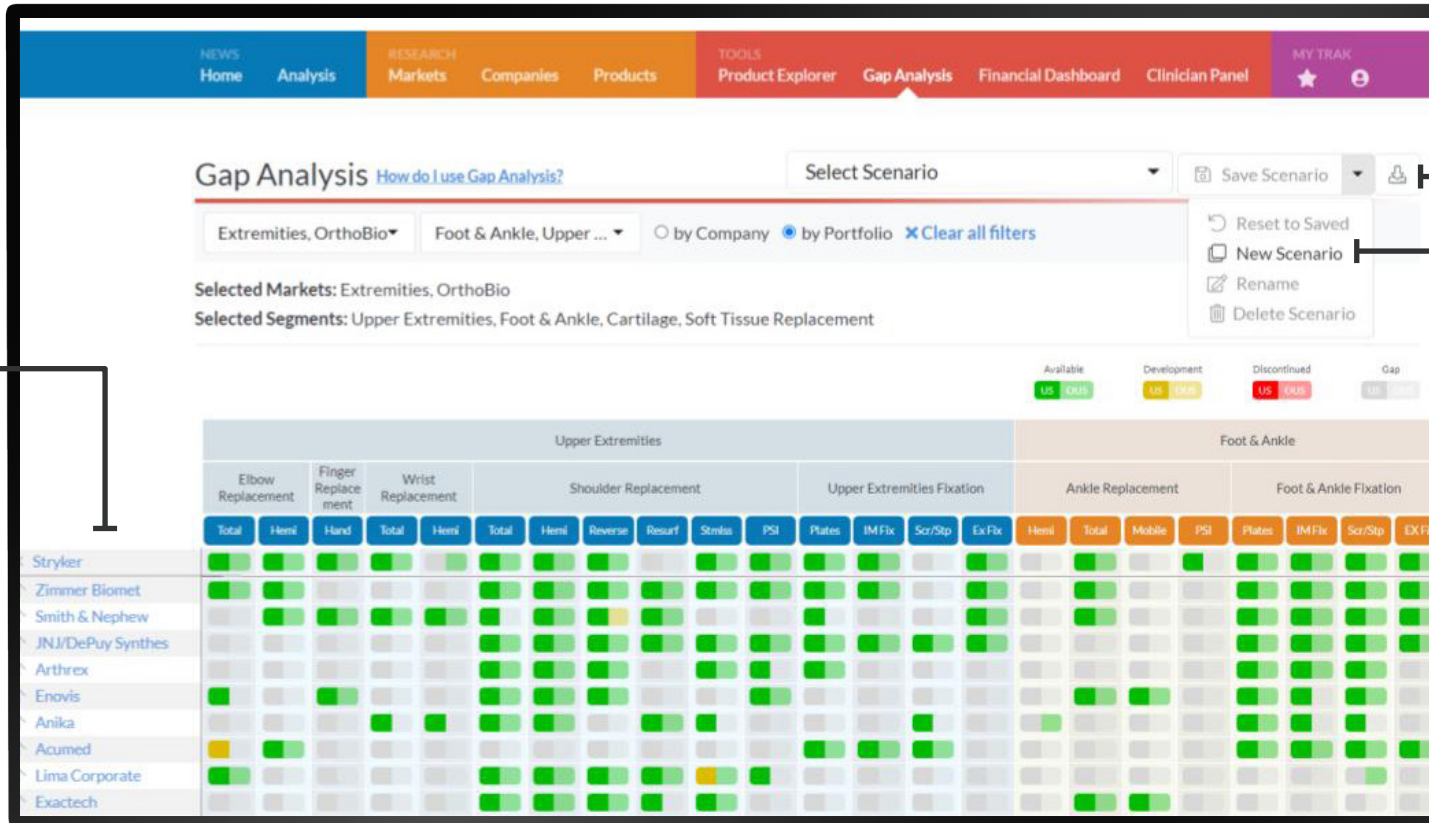 NEWS RESEARCH TOOLS MY TRAK
Home Analysis Markets Companies Products Product Explorer Gap Analysis Financial Dashboard Clinician Panel
Gap Analysis How do I use Gap Analysis? Select Scenario Save Scenario
Extremities, OrthoBio Foot & Ankle, Upper ... by Company by Portfolio Clear all filters
Reset to Saved
New Scenario
Rename
Delete Scenario
Selected Markets: Extremities, OrthoBio
Selected Segments: Upper Extremities, Foot & Ankle, Cartilage, Soft Tissue Replacement
Available Development Discontinued Gap
US OUS US OUS US OUS US OUS
Upper Extremities Foot & Ankle
Elbow Replacement Finger Replace ment Wrist Replacement Shoulder Replacement Upper Extremities Fixation Ankle Replacement Foot & Ankle Fixation
Total Hemi Hand Total Hemi Total Hemi Reverse Resurf Stmlss PSI Plates IM Fix Scr/Stp Ex Fix Hemi Total Mobile PSI Plates IM Fix Scr/Stp
Stryker
Zimmer Biomet
Smith & Nephew
JNJ/DePuy Synthes
Arthrex
Enovis
Anika
Acumed
Lima Corporate
Exactech